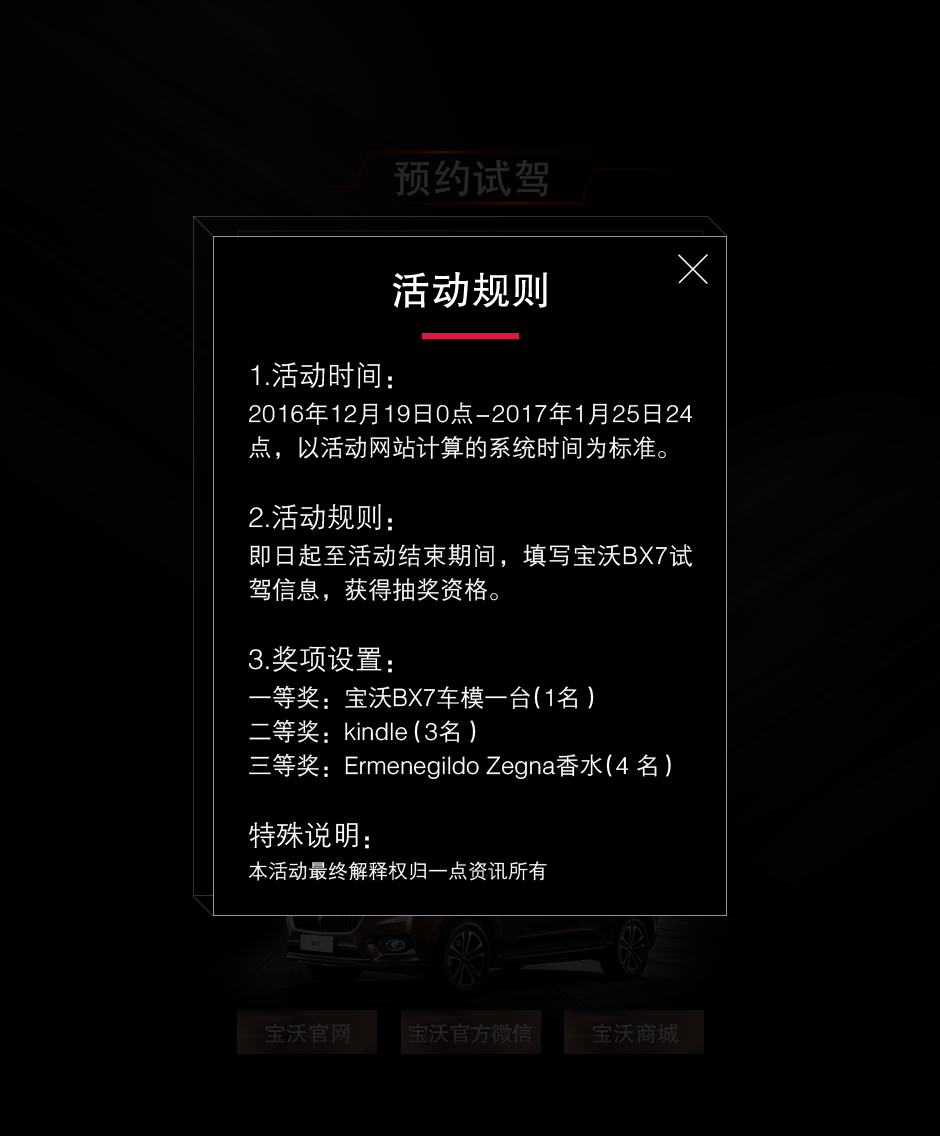 预约试驾
活动规则
1.活动时间：
2016年12月19日0点-2017年1月25日24
点，以活动网站计算的系统时间为标准。
2.活动规则：
即日起至活动结束期间，填写宝沃BX7试
驾信息，获得抽奖资格。
3.奖项设置：
一等奖：宝沃BX7车模一台(1名 )
二等奖：kindle ( 3名 )
三等奖：Ermenegildo Zegna香水(4 名 )
特殊说明：
本活动最终解释权归一点资讯所有
BX7
宝沃官网
宝沃官方微信
宝沃商城